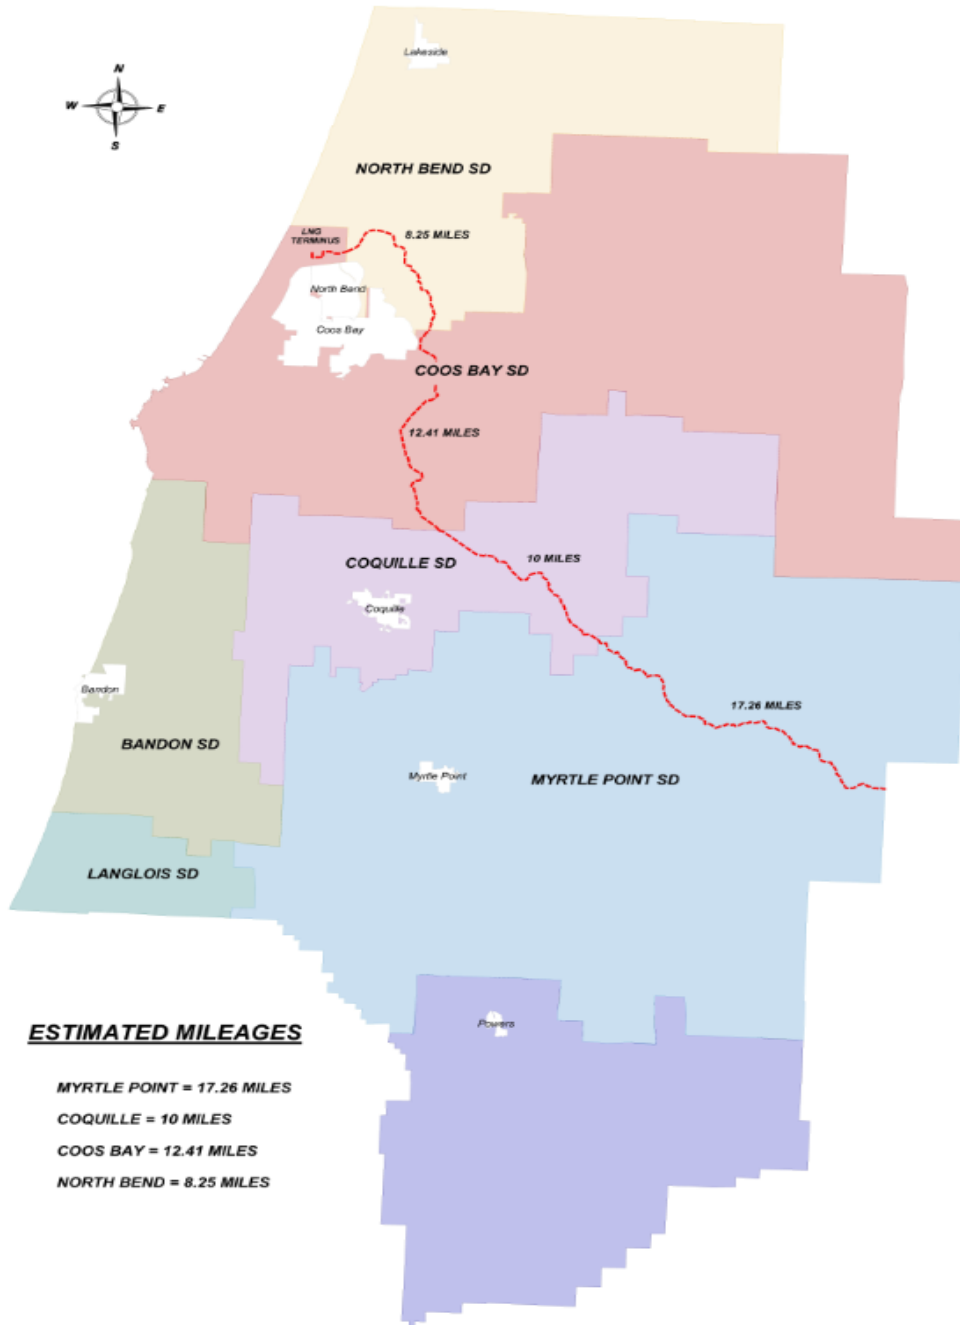 Lakeside
N
W
E
S
NORTH BEND SD
LNG
TERMINUS
8.25 MILES
North Bend
Coos Bay
COOS BAY SD
12.41 MILES
10 MILES
COQUILLE SD
Coquille
Bandon
17.26 MILES
BANDON SD
Myrtle Point
MYRTLE POINT SD
LANGLOIS SD
Powers
ESTIMATED MILEAGES
MYRTLE POINT = 17.26 MILES
COQUILLE = 10 MILES
COOS BAY = 12.41 MILES
NORTH BEND = 8.25 MILES